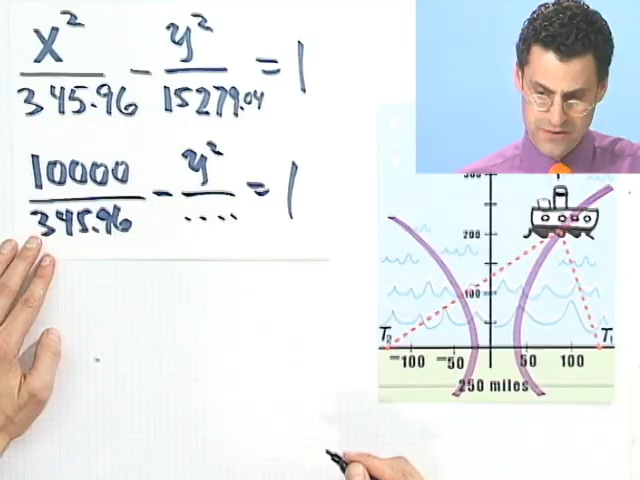 x² / 345.96 - y² / 15279.04 = 1
10000 / 345.96 - y² / .... = 1
300
200
100
T₂ T₁
-100 -50 50 100
250 miles